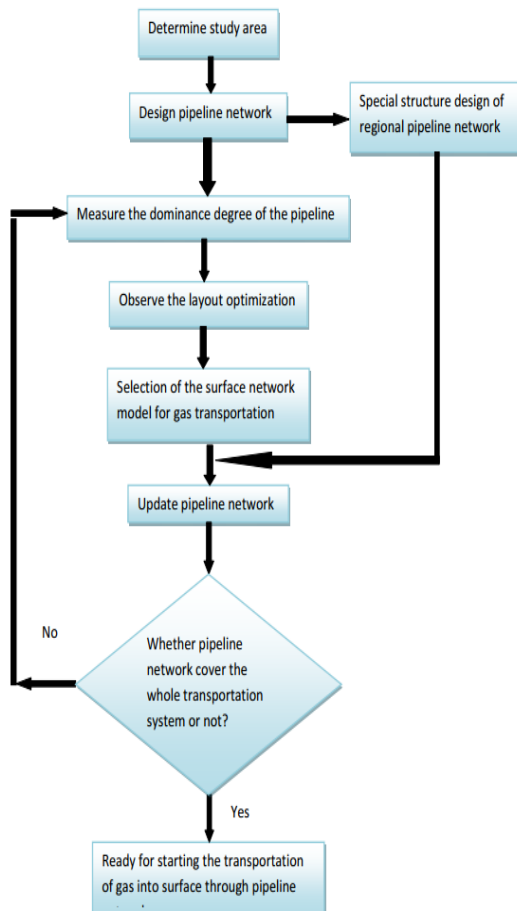 Determine study area
Design pipeline network
Special structure design of
regional pipeline network
Measure the dominance degree of the pipeline
Observe the layout optimization
Selection of the surface network
model for gas transportation
Update pipeline network
No
Whether pipeline
network cover the
whole transportation
system or not?
Yes
Ready for starting the transportation
of gas into surface through pipeline